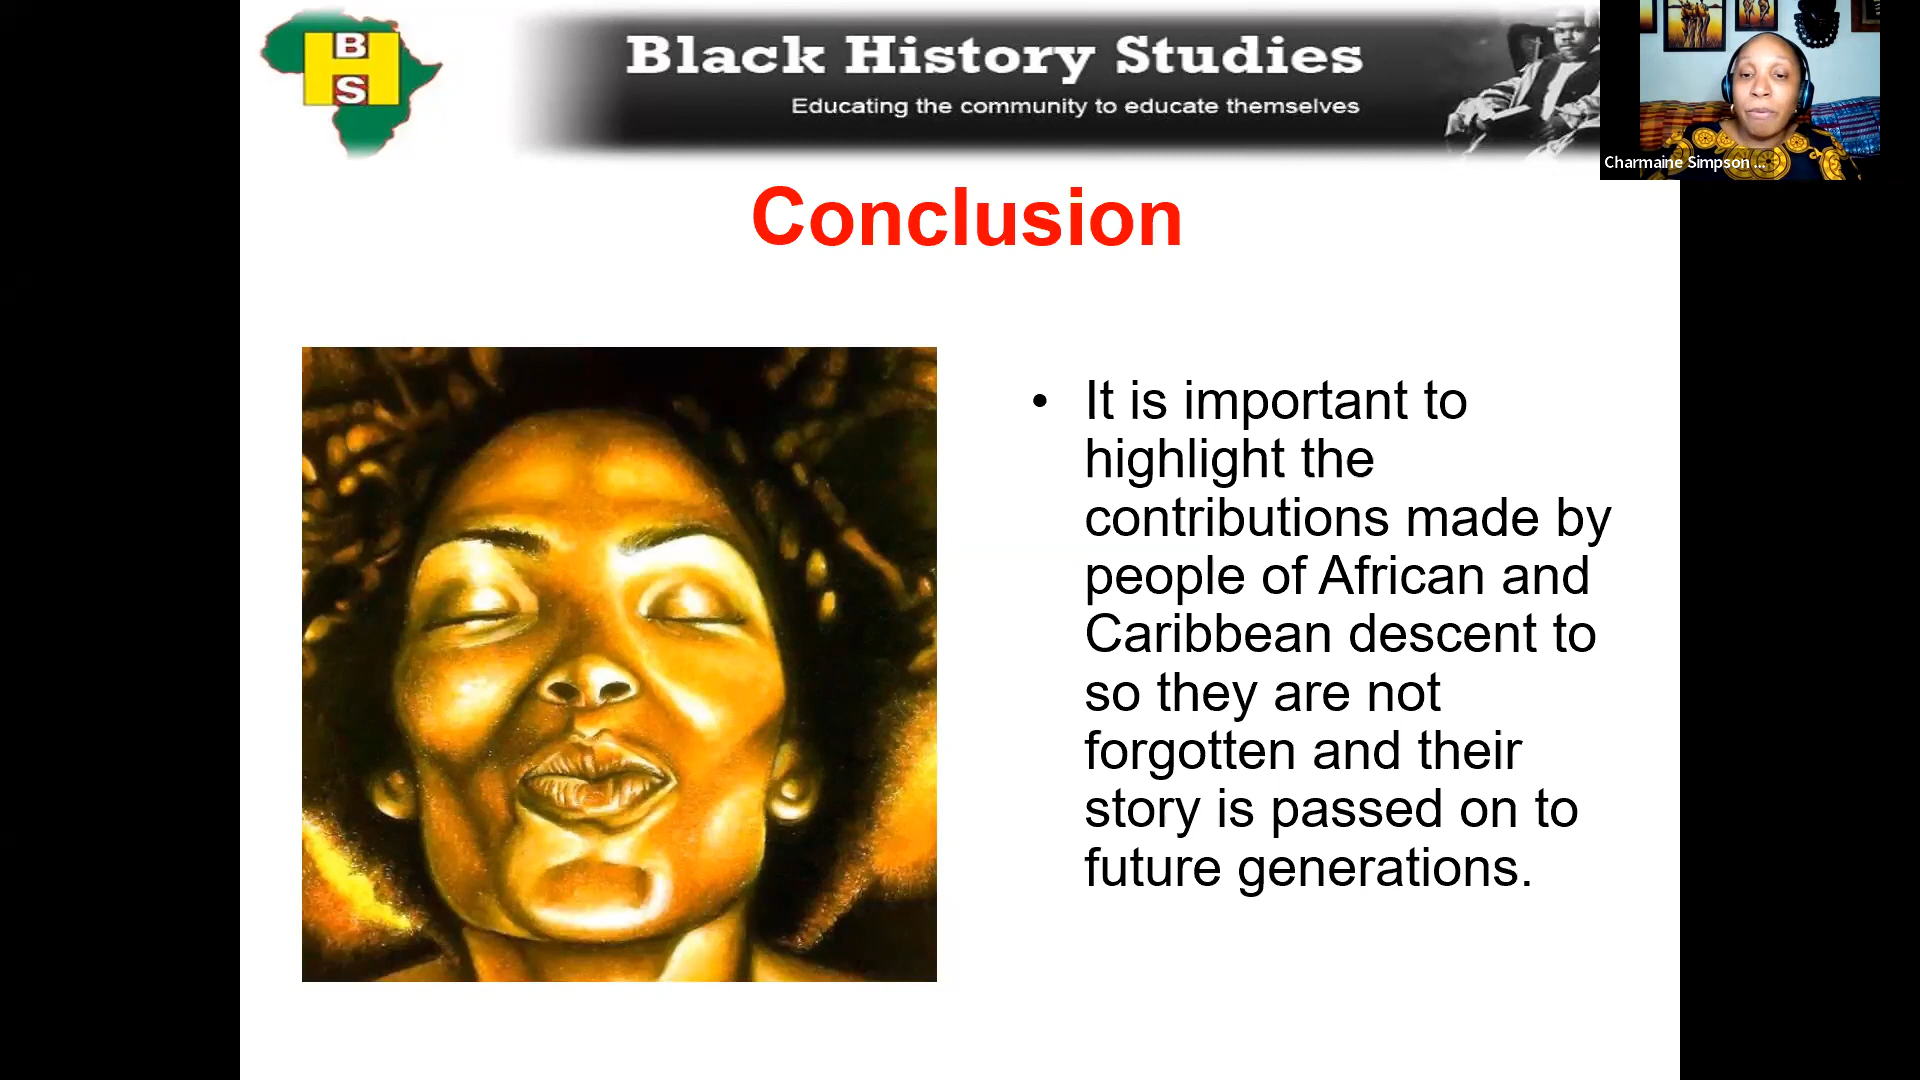 B
H
S
Black History Studies
Educating the community to educate themselves
Charmaine Simpson ...
Conclusion
• It is important to
highlight the
contributions made by
people of African and
Caribbean descent to
so they are not
forgotten and their
story is passed on to
future generations.